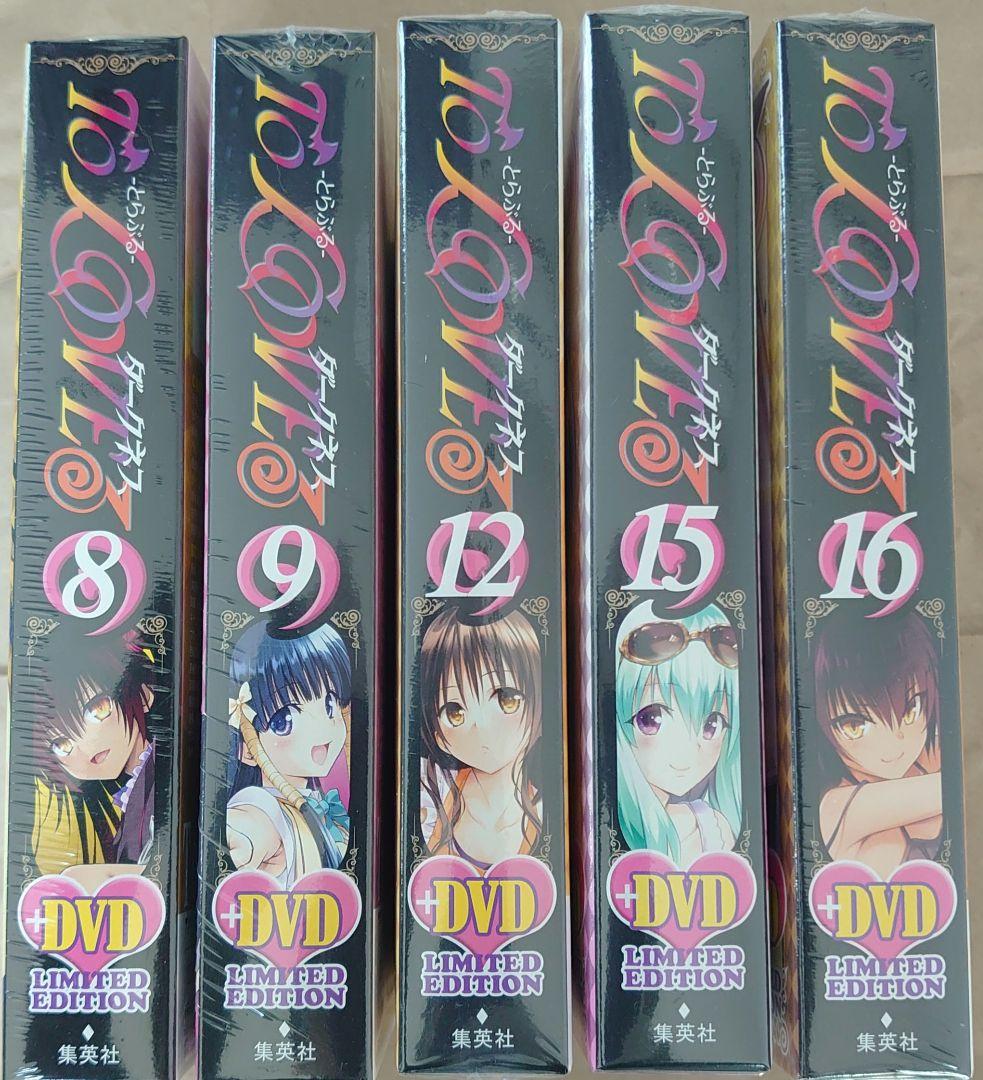 To LOVEる
-とらぶる-
ダークネス
8
+DVD
LIMITED
EDITION
集英社
To LOVEる
-とらぶる-
ダークネス
9
+DVD
LIMITED
EDITION
集英社
To LOVEる
-とらぶる-
ダークネス
12
+DVD
LIMITED
EDITION
集英社
To LOVEる
-とらぶる-
ダークネス
15
+DVD
LIMITED
EDITION
集英社
To LOVEる
-とらぶる-
ダークネス
16
+DVD
LIMITED
EDITION
集英社